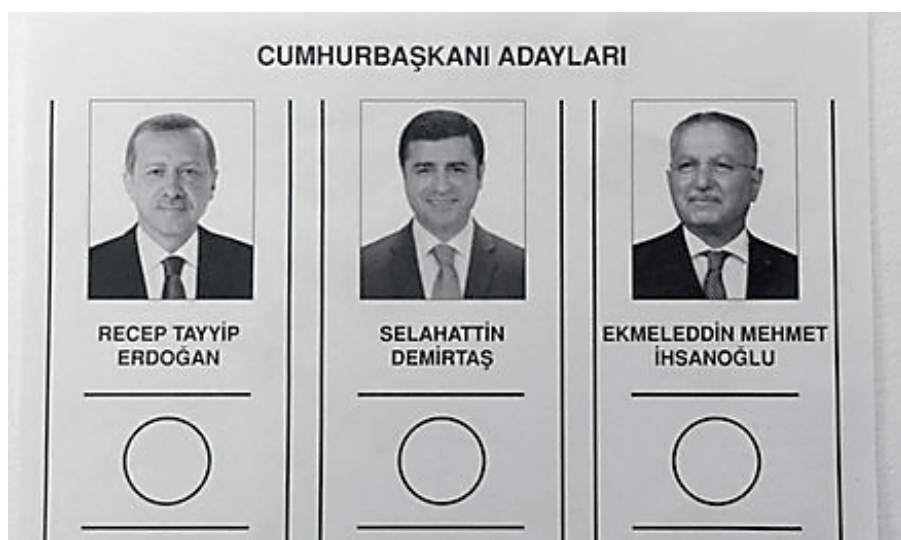 CUMHURBAŞKANI ADAYLARI
RECEP TAYYİP
ERDOĞAN
SELAHATTİN
DEMİRTAŞ
EKMELEDDİN MEHMET
İHSANOĞLU